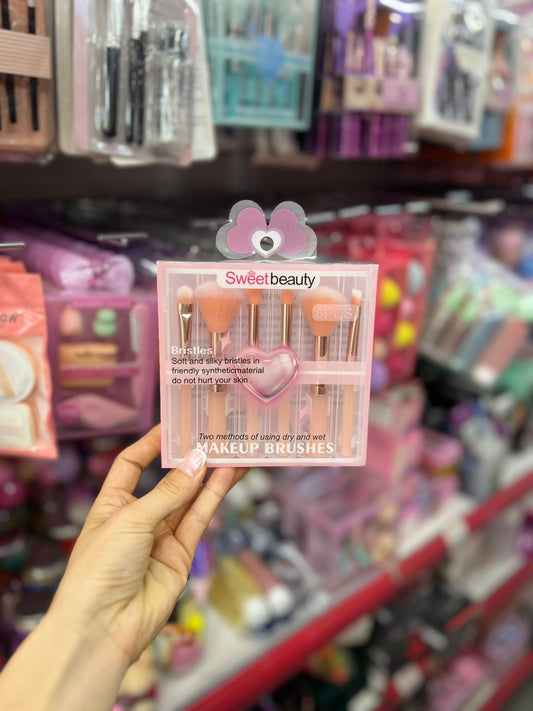 Sweetbeauty
6PCS
Bristles
Soft and silky bristles in
friendly syntheticmaterial
do not hurt your skin .
Two methods of using dry and wet
MAKEUP BRUSHES